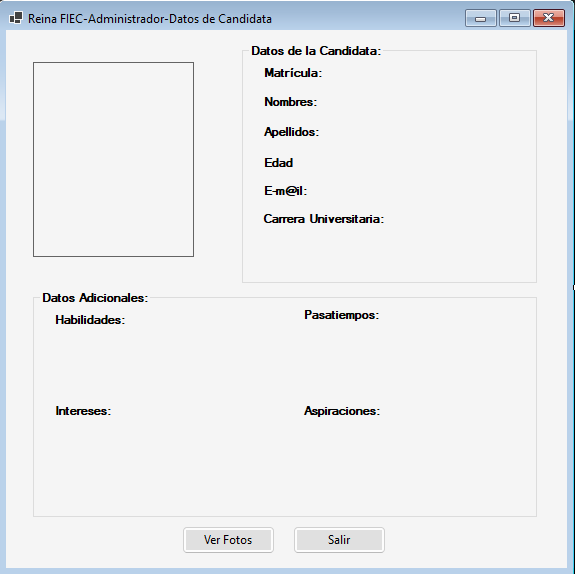 Reina FIEC-Administrador-Datos de Candidata
Datos de la Candidata:
Matrícula:
Nombres:
Apellidos:
Edad
E-m@il:
Carrera Universitaria:
Datos Adicionales:
Habilidades:
Pasatiempos:
Intereses:
Aspiraciones:
Ver Fotos
Salir